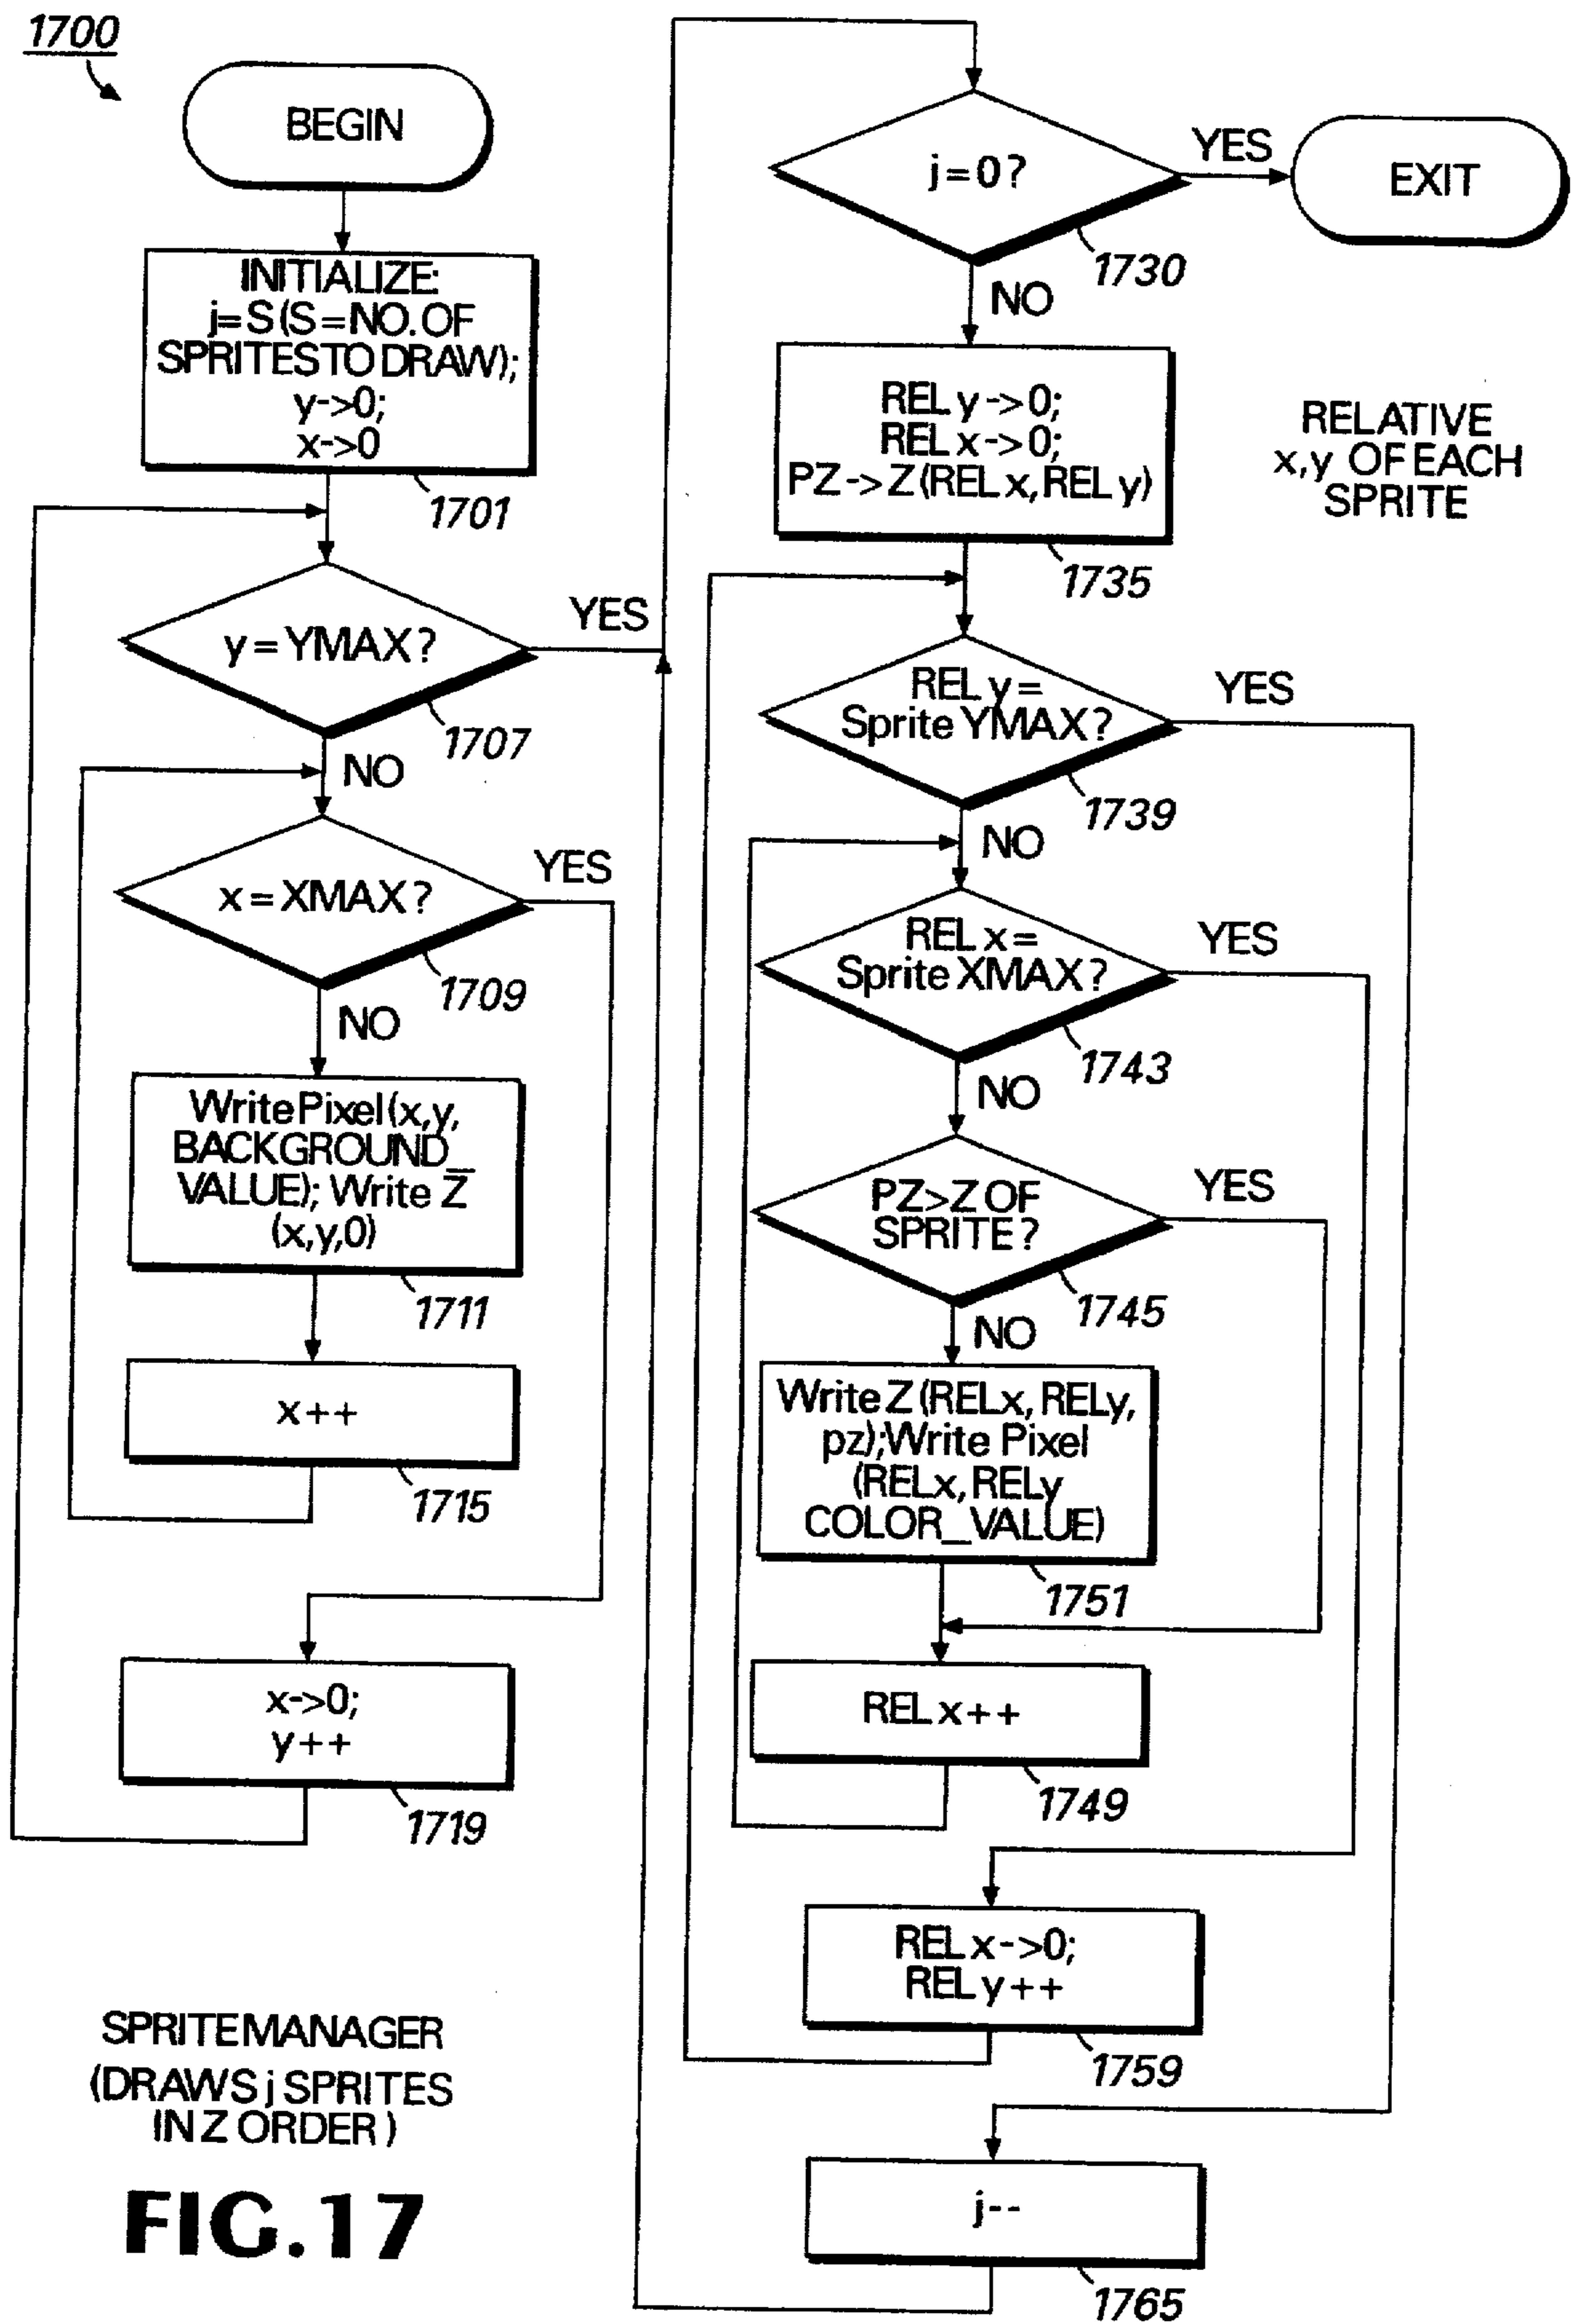 1700
BEGIN
INITIALIZE:
j=S (S=NO. OF
SPRITES TO DRAW);
y->0;
x->0
1701
y=YMAX?
YES
1707
NO
x=XMAX?
YES
1709
NO
Write Pixel (x,y,
BACKGROUND_
VALUE); Write Z
(x,y,0)
1711
x++
1715
x->0;
y++
1719
j=0?
YES
EXIT
1730
NO
REL y->0;
REL x->0;
PZ->Z (REL x, REL y)
1735
RELATIVE
x,y OF EACH
SPRITE
REL y=
Sprite YMAX?
YES
1739
NO
REL x=
Sprite XMAX?
YES
1743
NO
PZ>Z OF
SPRITE?
YES
1745
NO
Write Z (RELx, RELy,
pz);Write Pixel
(RELx, RELy
COLOR_VALUE)
1751
REL x++
1749
REL x->0;
REL y++
1759
j--
1765
SPRITE MANAGER
(DRAWS j SPRITES
IN Z ORDER)
FIG.17